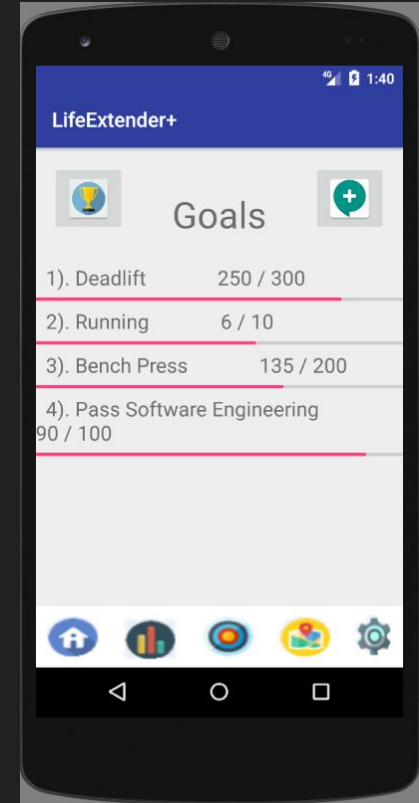 4G 1:40
LifeExtender+
Goals
1). Deadlift 250 / 300
2). Running 6 / 10
3). Bench Press 135 / 200
4). Pass Software Engineering
90 / 100